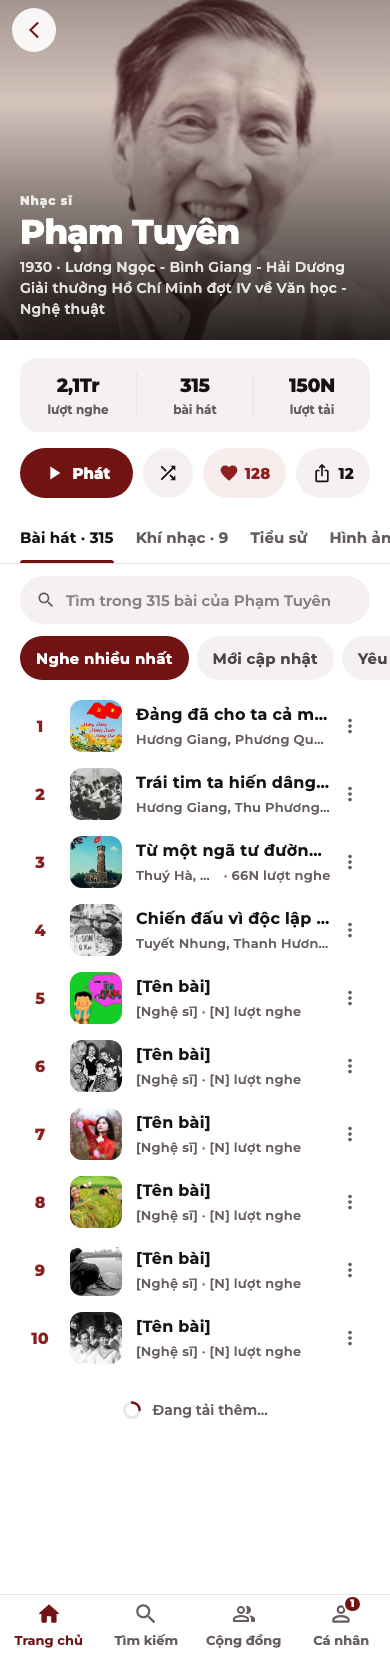 Nhạc sĩ
Phạm Tuyên
1930 • Lương Ngọc - Bình Giang - Hải Dương
Giải thưởng Hồ Chí Minh đợt IV về Văn học -
Nghệ thuật
2,1Tr
315
150N
lượt nghe
bài hát
lượt tải
Phát
128
12
Bài hát · 315
Khí nhạc · 9
Tiểu sử
Hình ản
Tìm trong 315 bài của Phạm Tuyên
Nghe nhiều nhất
Mới cập nhật
Yêu
1
Đảng đã cho ta cả m...
Hương Giang, Phương Qu...
2
Trái tim ta hiến dâng...
Hương Giang, Thu Phương...
3
Từ một ngã tư đườn...
Thuý Hà, ... · 66N lượt nghe
4
L-SON
0 Km
Chiến đấu vì độc lập ...
Tuyết Nhung, Thanh Hươn...
5
[Tên bài]
[Nghệ sĩ] · [N] lượt nghe
6
[Tên bài]
[Nghệ sĩ] · [N] lượt nghe
7
[Tên bài]
[Nghệ sĩ] · [N] lượt nghe
8
[Tên bài]
[Nghệ sĩ] · [N] lượt nghe
9
[Tên bài]
[Nghệ sĩ] · [N] lượt nghe
10
[Tên bài]
[Nghệ sĩ] · [N] lượt nghe
Đang tải thêm...
1
Trang chủ
Tìm kiếm
Cộng đồng
Cá nhân